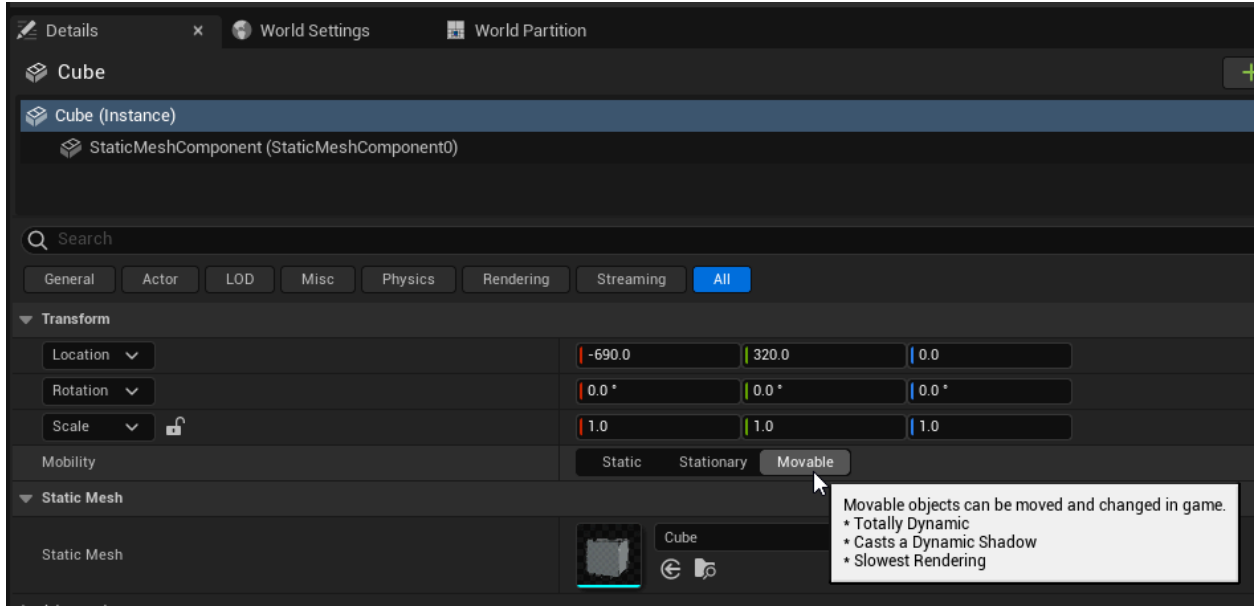 Details × World Settings World Partition
Cube
Cube (Instance)
StaticMeshComponent (StaticMeshComponent0)
Search
General Actor LOD Misc Physics Rendering Streaming All
Transform
Location -690.0 320.0 0.0
Rotation 0.0 ° 0.0 ° 0.0 °
Scale 1.0 1.0 1.0
Mobility Static Stationary Movable
Static Mesh
Static Mesh Cube
Movable objects can be moved and changed in game.
* Totally Dynamic
* Casts a Dynamic Shadow
* Slowest Rendering